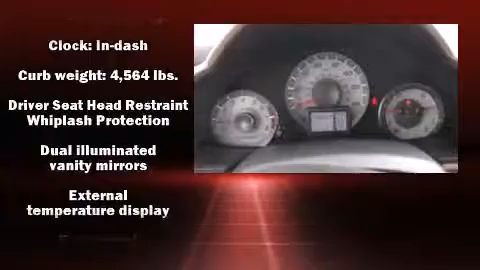 Clock: In-dash
Curb weight: 4,564 lbs.
Driver Seat Head Restraint
Whiplash Protection
Dual illuminated
vanity mirrors
External
temperature display